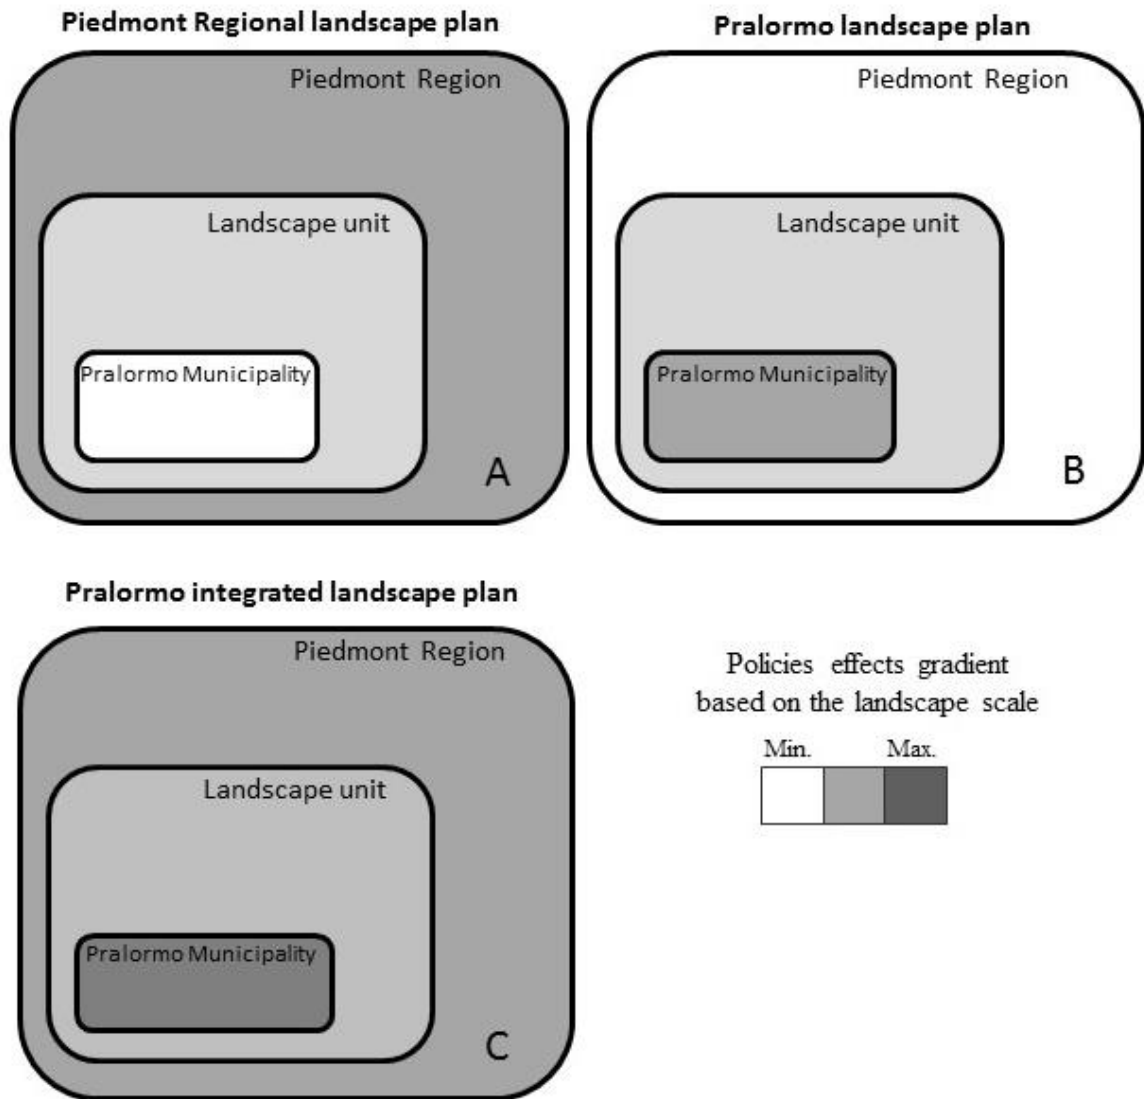 Piedmont Regional landscape plan
Piedmont Region
Landscape unit
Pralormo Municipality
A
Pralormo landscape plan
Piedmont Region
Landscape unit
Pralormo Municipality
B
Pralormo integrated landscape plan
Piedmont Region
Landscape unit
Pralormo Municipality
C
Policies effects gradient
based on the landscape scale
Min. Max.